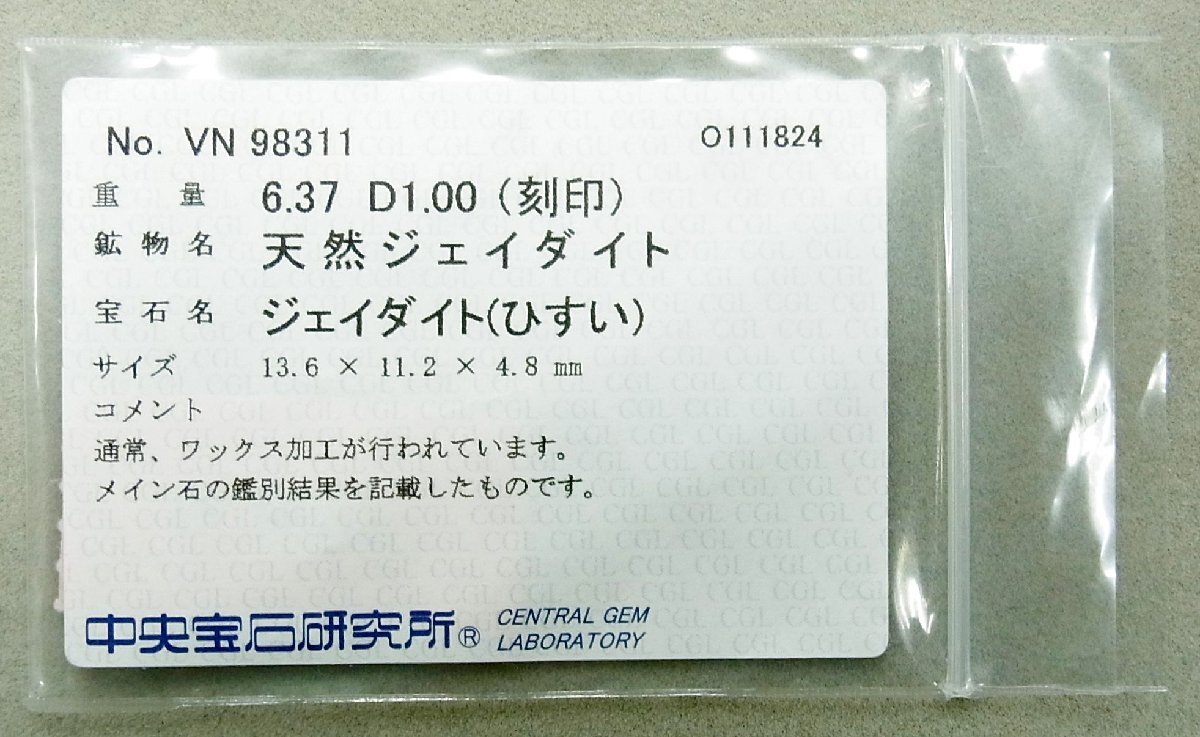 No. VN 98311 O111824
重量 6.37 D1.00 (刻印)
鉱物名 天然ジェイダイト
宝石名 ジェイダイト(ひすい)
サイズ 13.6 × 11.2 × 4.8 mm
コメント
通常、ワックス加工が行われています。
メイン石の鑑別結果を記載したものです。
中央宝石研究所® CENTRAL GEM
LABORATORY